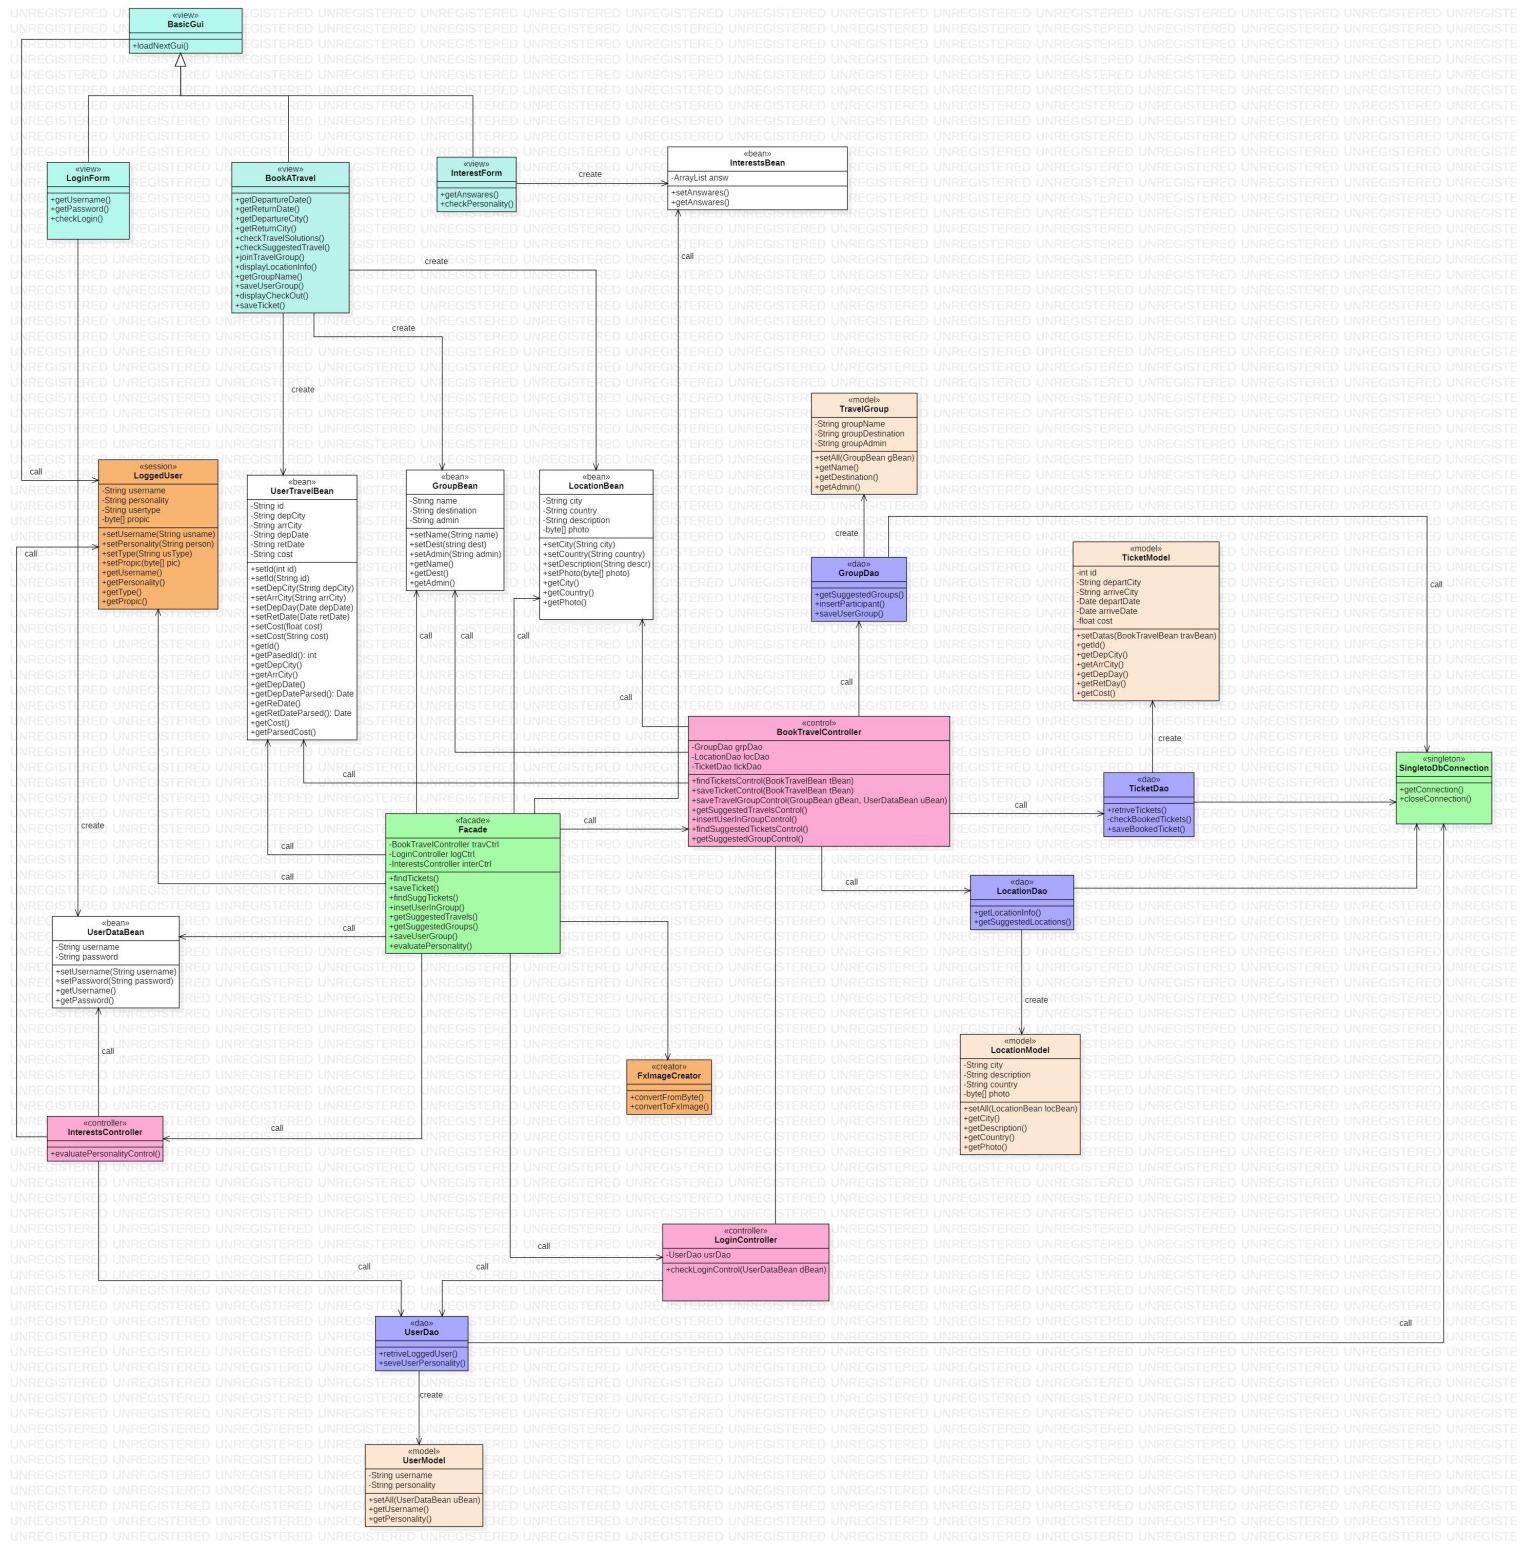 «view»
BasicGui
+loadNextGui()
«view»
LoginForm
+getUsername()
+getPassword()
+checkLogin()
«view»
BookATravel
+getDepartureDate()
+getReturnDate()
+getDepartureCity()
+getReturnCity()
+checkTravelSolutions()
+checkSuggestedTravel()
+joinTravelGroup()
+displayLocationInfo()
+getGroupName()
+saveUserGroup()
+displayCheckOut()
+saveTicket()
«view»
InterestForm
+getAnswares()
+checkPersonality()
create
«bean»
InterestsBean
-ArrayList answ
+setAnswares()
+getAnswares()
call
create
create
create
call
«session»
LoggedUser
-String username
-String personality
-String usertype
-byte[] propic
+setUsername(String usname)
+setPersonality(String person)
+setType(String usType)
+setPropic(byte[] pic)
+getUsername()
+getPersonality()
+getType()
+getPropic()
call
«bean»
UserTravelBean
-String id
-String depCity
-String arrCity
-String depDate
-String retDate
-String cost
+setId(int id)
+setId(String id)
+setDepCity(String depCity)
+setArrCity(String arrCity)
+setDepDay(Date depDate)
+setRetDate(Date retDate)
+setCost(float cost)
+setCost(String cost)
+getId()
+getPasedId(): int
+getDepCity()
+getArrCity()
+getDepDate()
+getDepDateParsed(): Date
+getReDate()
+getRetDateParsed(): Date
+getCost()
+getParsedCost()
«bean»
GroupBean
-String name
-String destination
-String admin
+setName(String name)
+setDest(string dest)
+setAdmin(String admin)
+getName()
+getDest()
+getAdmin()
«bean»
LocationBean
-String city
-String country
-String description
-byte[] photo
+setCity(String city)
+setCountry(String country)
+setDescription(String descr)
+setPhoto(byte[] photo)
+getCity()
+getCountry()
+getPhoto()
call
call
call
call
«model»
TravelGroup
-String groupName
-String groupDestination
-String groupAdmin
+setAll(GroupBean gBean)
+getName()
+getDestination()
+getAdmin()
create
«dao»
GroupDao
+getSuggestedGroups()
+insertParticipant()
+saveUserGroup()
call
«model»
TicketModel
-int id
-String departCity
-String arriveCity
-Date departDate
-Date arriveDate
-float cost
+setDatas(BookTravelBean travBean)
+getId()
+getDepCity()
+getArrCity()
+getDepDay()
+getRetDay()
+getCost()
call
create
«control»
BookTravelController
-GroupDao grpDao
-LocationDao locDao
-TicketDao tickDao
+findTicketsControl(BookTravelBean tBean)
+saveTicketControl(BookTravelBean tBean)
+saveTravelGroupControl(GroupBean gBean, UserDataBean uBean)
+getSuggestedTravelsControl()
+insertUserInGroupControl()
+findSuggestedTicketsControl()
+getSuggestedGroupControl()
call
call
«dao»
TicketDao
+retriveTickets()
-checkBookedTickets()
+saveBookedTicket()
«singleton»
SingletoDbConnection
+getConnection()
+closeConnection()
«facade»
Facade
-BookTravelController travCtrl
-LoginController logCtrl
-InterestsController interCtrl
+findTickets()
+saveTicket()
+findSuggTickets()
+insetUserInGroup()
+getSuggestedTravels()
+getSuggestedGroups()
+saveUserGroup()
+evaluatePersonality()
call
call
call
call
create
call
«dao»
LocationDao
+getLocationInfo()
+getSuggestedLocations()
create
«bean»
UserDataBean
-String username
-String password
+setUsername(String username)
+setPassword(String password)
+getUsername()
+getPassword()
call
«model»
LocationModel
-String city
-String description
-String country
-byte[] photo
+setAll(LocationBean locBean)
+getCity()
+getDescription()
+getCountry()
+getPhoto()
«creator»
FxImageCreator
+convertFromByte()
+convertToFxImage()
«controller»
InterestsController
+evaluatePersonalityControl()
call
«controller»
LoginController
-UserDao usrDao
+checkLoginControl(UserDataBean dBean)
call
call
call
«dao»
UserDao
+retriveLoggedUser()
+seveUserPersonality()
call
create
«model»
UserModel
-String username
-String personality
+setAll(UserDataBean uBean)
+getUsername()
+getPersonality()
UNREGISTERED